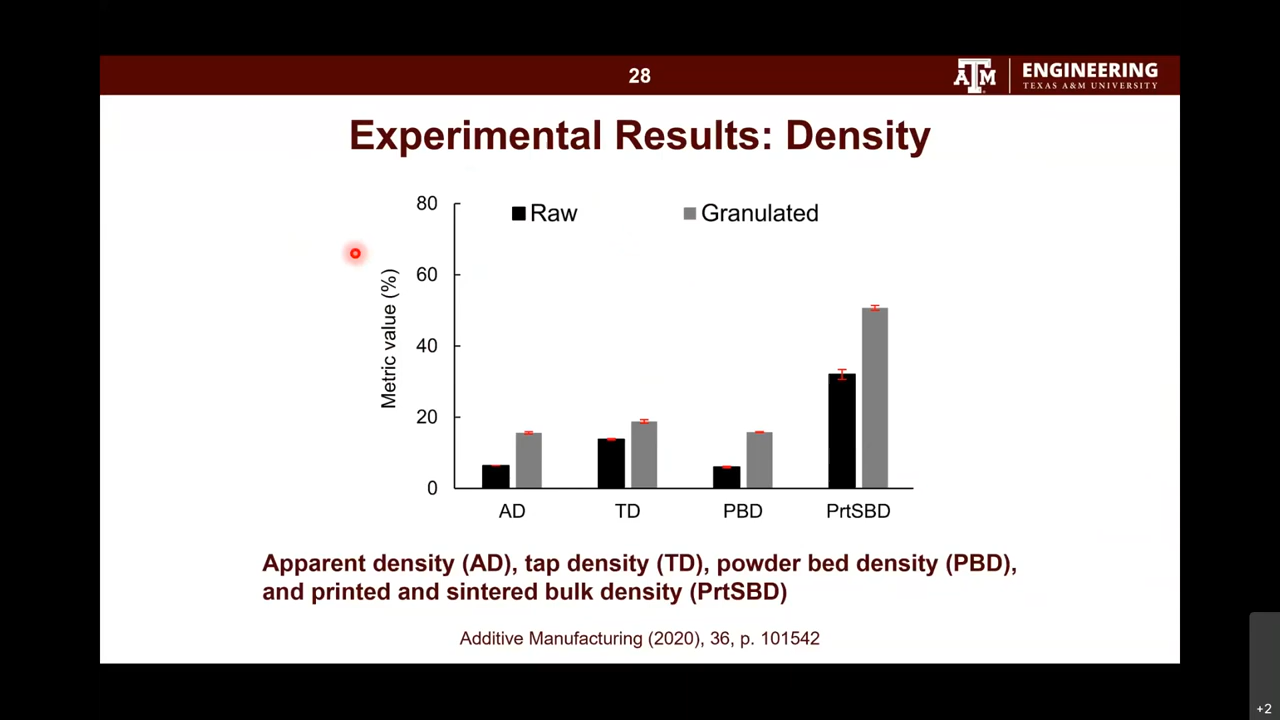 28
ATM
ENGINEERING
TEXAS A&M UNIVERSITY
Experimental Results: Density
Raw
Granulated
Metric value (%)
80
60
40
20
0
AD
TD
PBD
PrtSBD
Apparent density (AD), tap density (TD), powder bed density (PBD),
and printed and sintered bulk density (PrtSBD)
Additive Manufacturing (2020), 36, p. 101542
+2